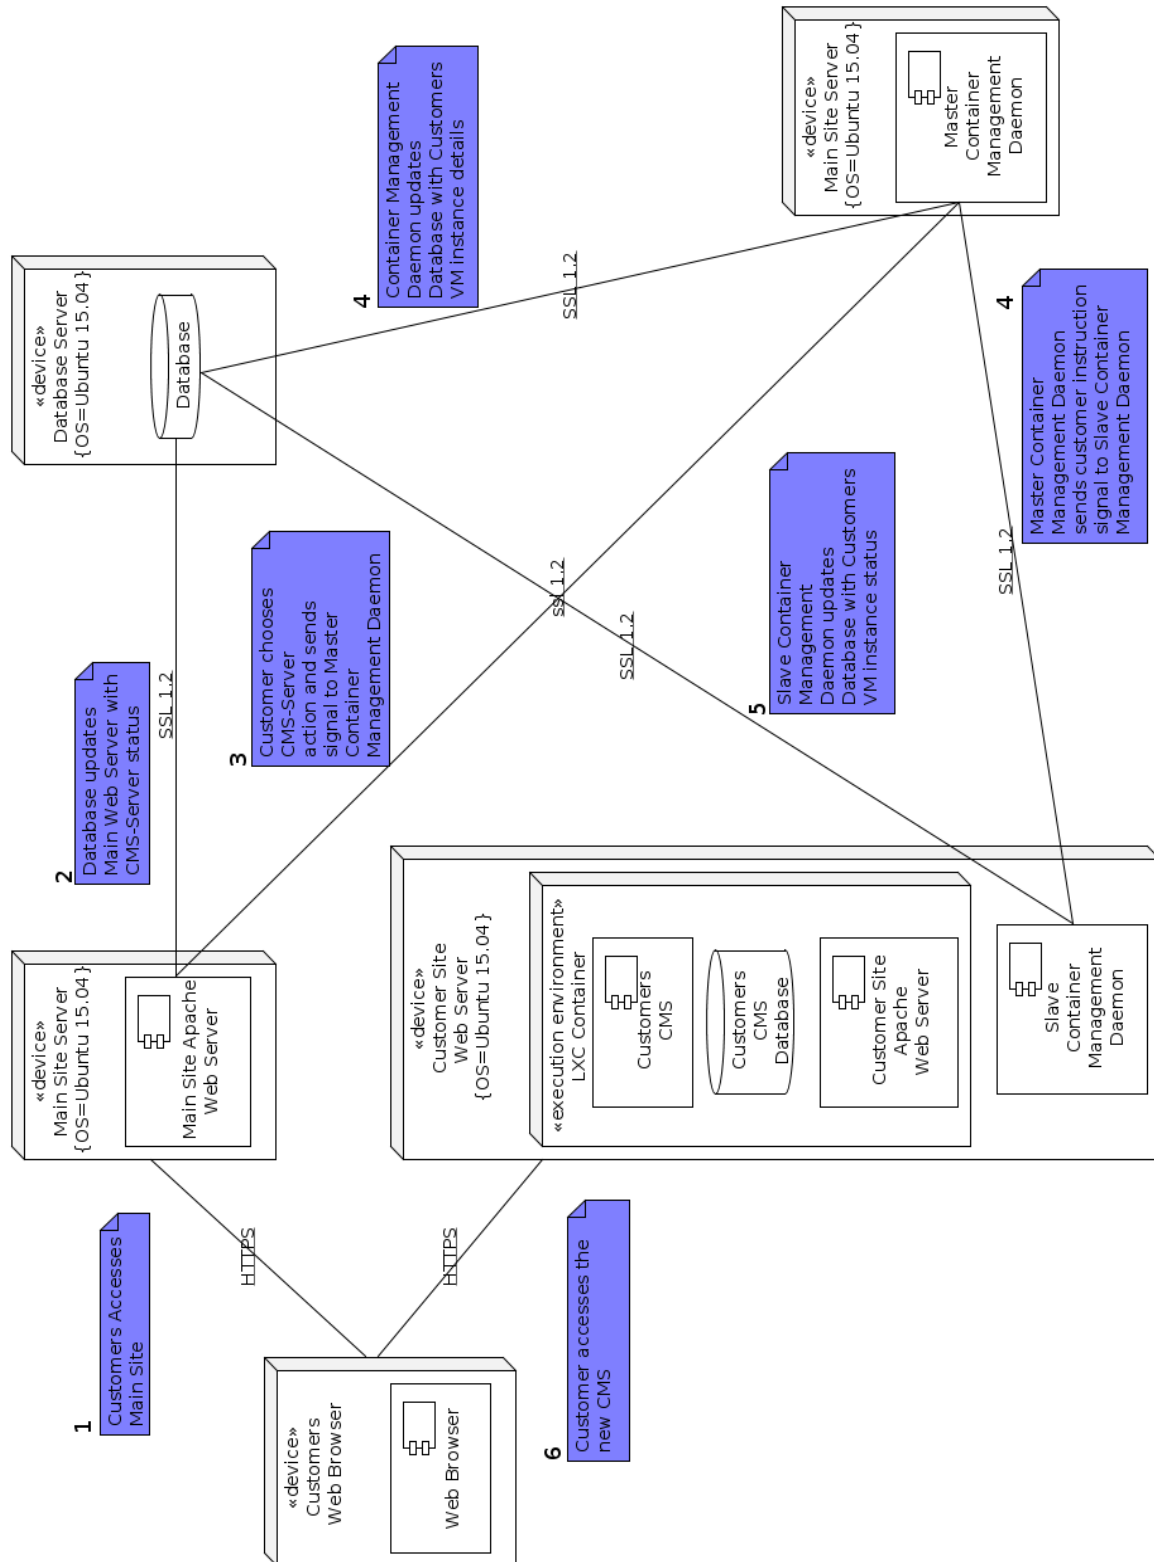 1
Customers Accesses
Main Site
«device»
Customers
Web Browser
Web Browser
HTTPS
HTTPS
6
Customer accesses the
new CMS
«device»
Main Site Server
{OS=Ubuntu 15.04}
Main Site Apache
Web Server
2
Database updates
Main Web Server with
CMS-Server status
SSL 1.2
3
Customer chooses
CMS-Server
action and sends
signal to Master
Container
Management Daemon
«device»
Customer Site
Web Server
{OS=Ubuntu 15.04}
«execution environment»
LXC Container
Customers
CMS
Customers
CMS
Database
Customer Site
Apache
Web Server
Slave
Container
Management
Daemon
ssl 1.2
SSL 1.2
5
Slave Container
Management
Daemon updates
Database with Customers
VM instance status
«device»
Database Server
{OS=Ubuntu 15.04}
Database
4
Container Management
Daemon updates
Database with Customers
VM instance details
SSL 1.2
SSL 1.2
4
Master Container
Management Daemon
sends customer instruction
signal to Slave Container
Management Daemon
«device»
Main Site Server
{OS=Ubuntu 15.04}
Master
Container
Management
Daemon